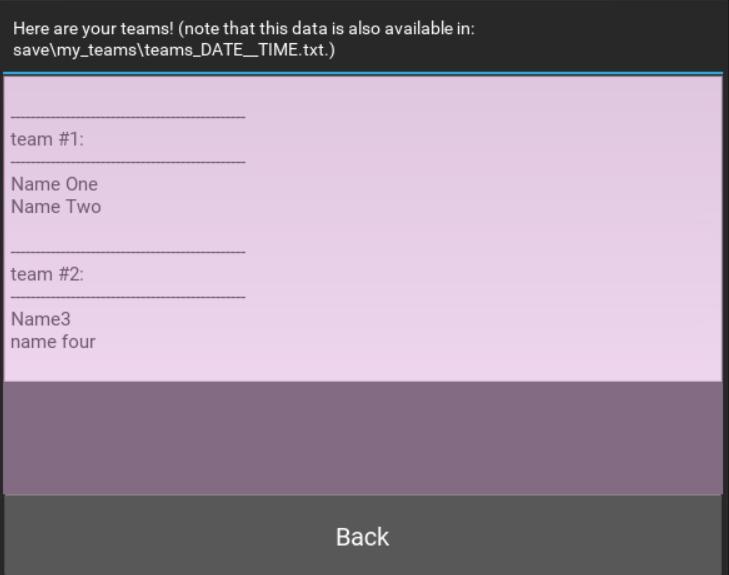 Here are your teams! (note that this data is also available in:
save\my_teams\teams_DATE__TIME.txt.)
team #1:
Name One
Name Two
team #2:
Name3
name four
Back